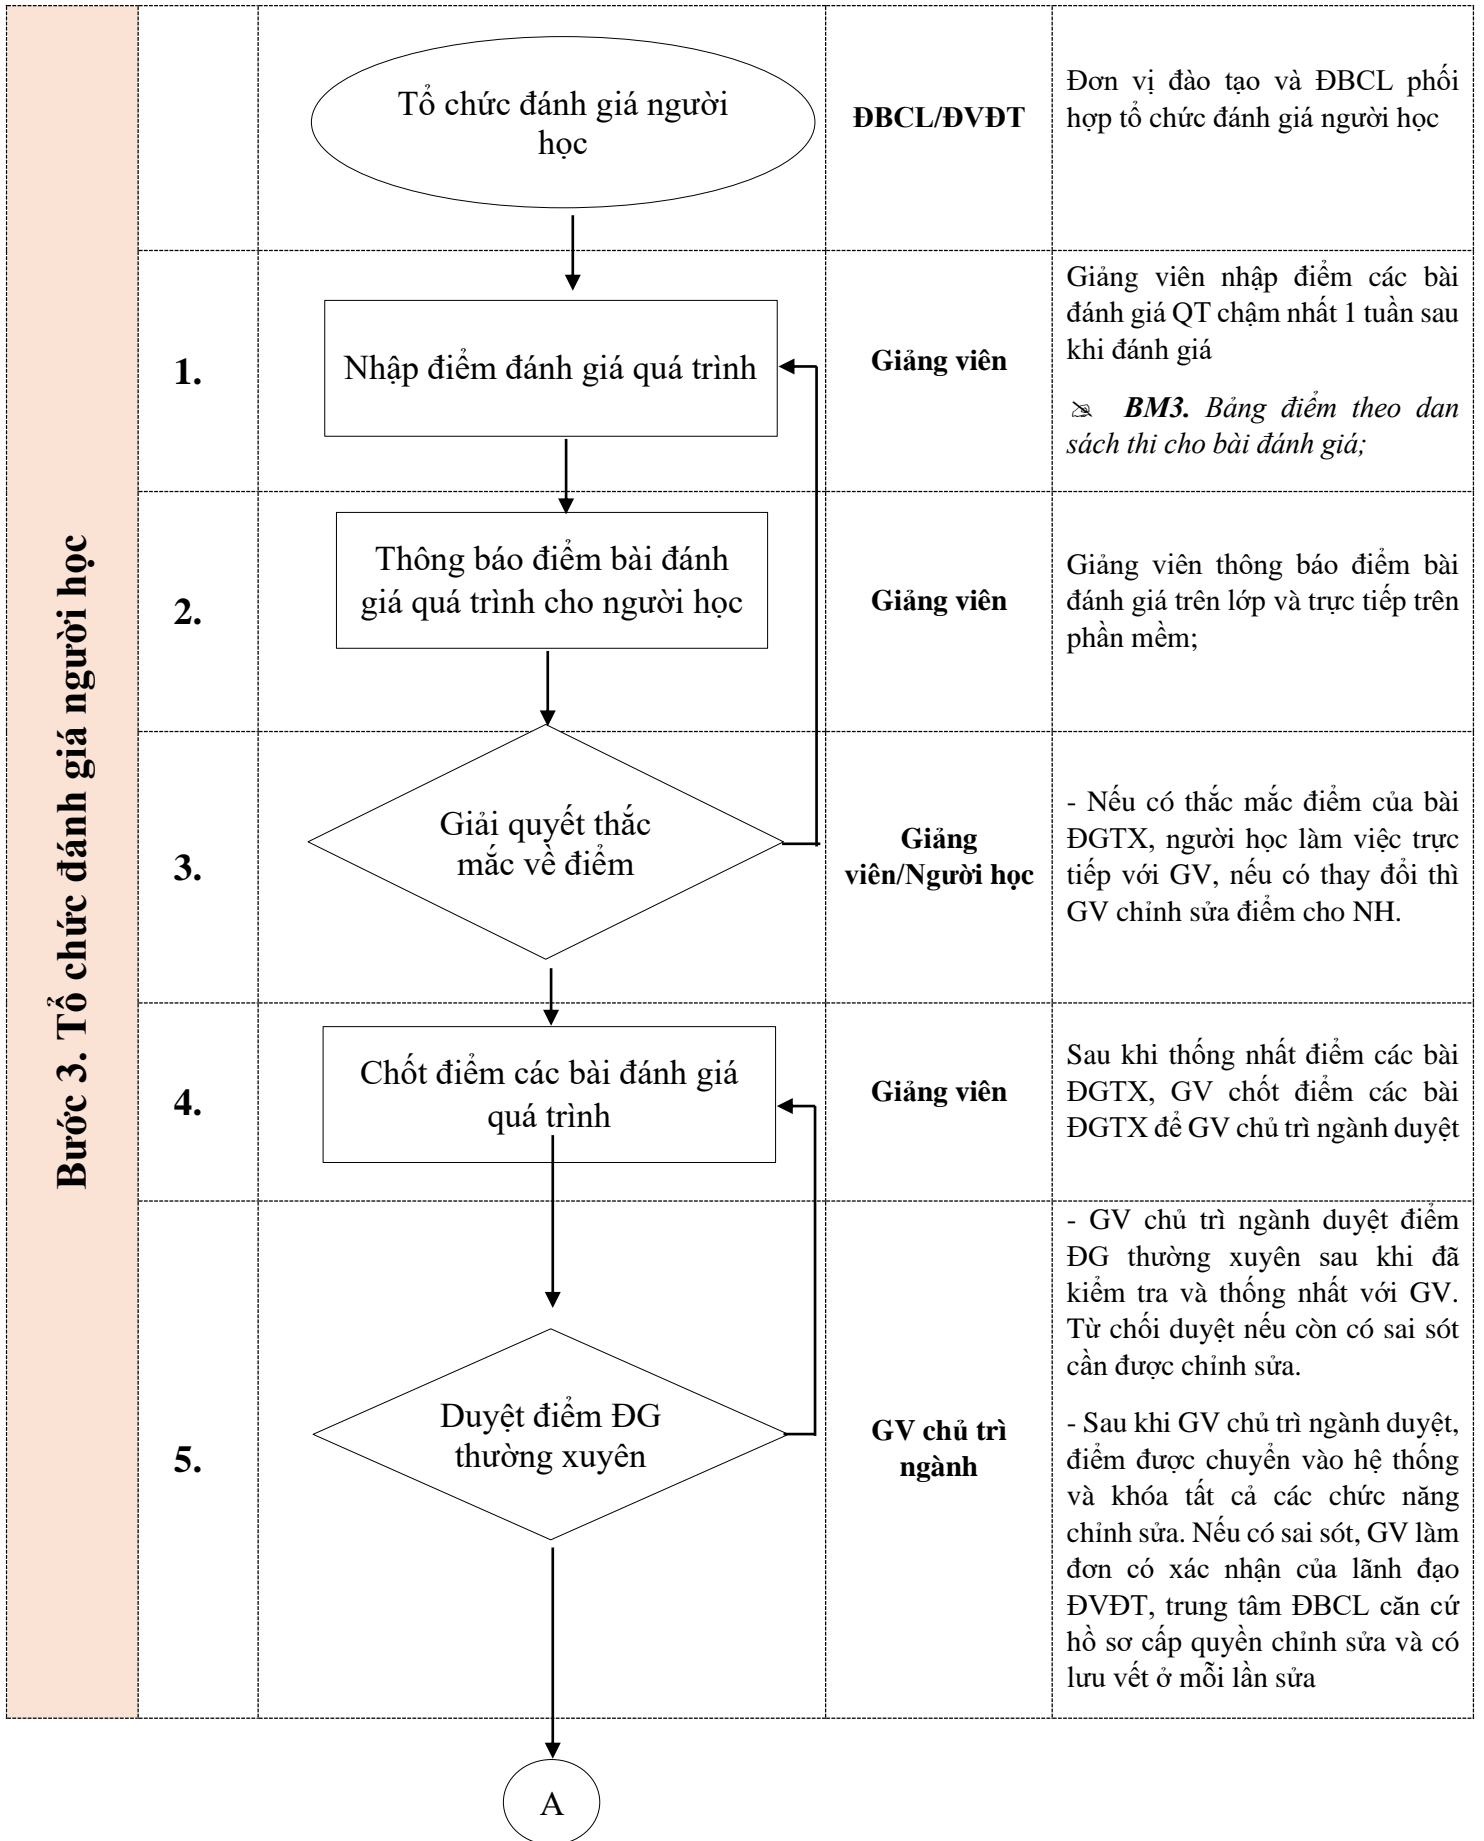 Bước 3. Tổ chức đánh giá người học
Tổ chức đánh giá người
học
ĐBCL/ĐVĐT
Đơn vị đào tạo và ĐBCL phối
hợp tổ chức đánh giá người học
1.
Nhập điểm đánh giá quá trình
Giảng viên
Giảng viên nhập điểm các bài
đánh giá QT chậm nhất 1 tuần sau
khi đánh giá
BM3. Bảng điểm theo dan
sách thi cho bài đánh giá;
2.
Thông báo điểm bài đánh
giá quá trình cho người học
Giảng viên
Giảng viên thông báo điểm bài
đánh giá trên lớp và trực tiếp trên
phần mềm;
3.
Giải quyết thắc
mắc về điểm
Giảng
viên/Người học
- Nếu có thắc mắc điểm của bài
ĐGTX, người học làm việc trực
tiếp với GV, nếu có thay đổi thì
GV chỉnh sửa điểm cho NH.
4.
Chốt điểm các bài đánh giá
quá trình
Giảng viên
Sau khi thống nhất điểm các bài
ĐGTX, GV chốt điểm các bài
ĐGTX để GV chủ trì ngành duyệt
5.
Duyệt điểm ĐG
thường xuyên
GV chủ trì
ngành
- GV chủ trì ngành duyệt điểm
ĐG thường xuyên sau khi đã
kiểm tra và thống nhất với GV.
Từ chối duyệt nếu còn có sai sót
cần được chỉnh sửa.
- Sau khi GV chủ trì ngành duyệt,
điểm được chuyển vào hệ thống
và khóa tất cả các chức năng
chỉnh sửa. Nếu có sai sót, GV làm
đơn có xác nhận của lãnh đạo
ĐVĐT, trung tâm ĐBCL căn cứ
hồ sơ cấp quyền chỉnh sửa và có
lưu vết ở mỗi lần sửa
A